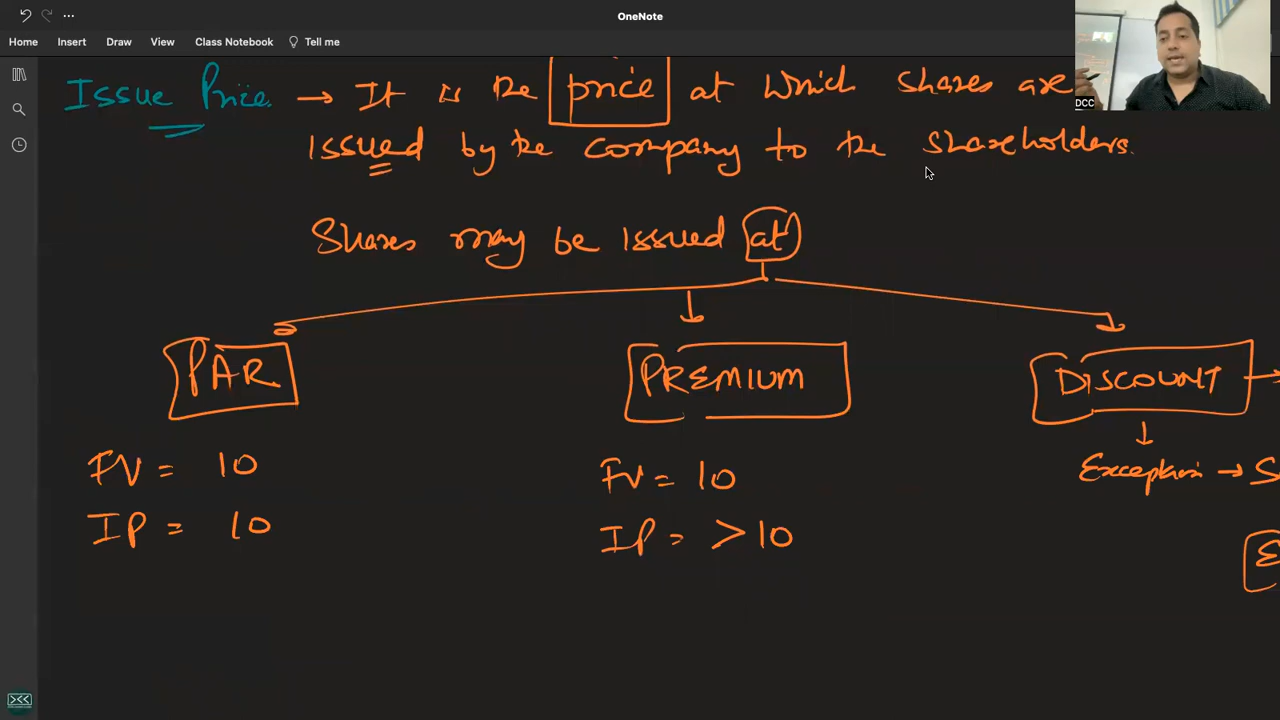 OneNote
Home Insert Draw View Class Notebook Tell me
Issue Price → It is the price at which shares are
issued by the company to the shareholders.
DCC
Shares may be issued at
PAR PREMIUM DISCOUNT →
FV = 10 FV = 10 Exception → S
IP = 10 IP = >10 E